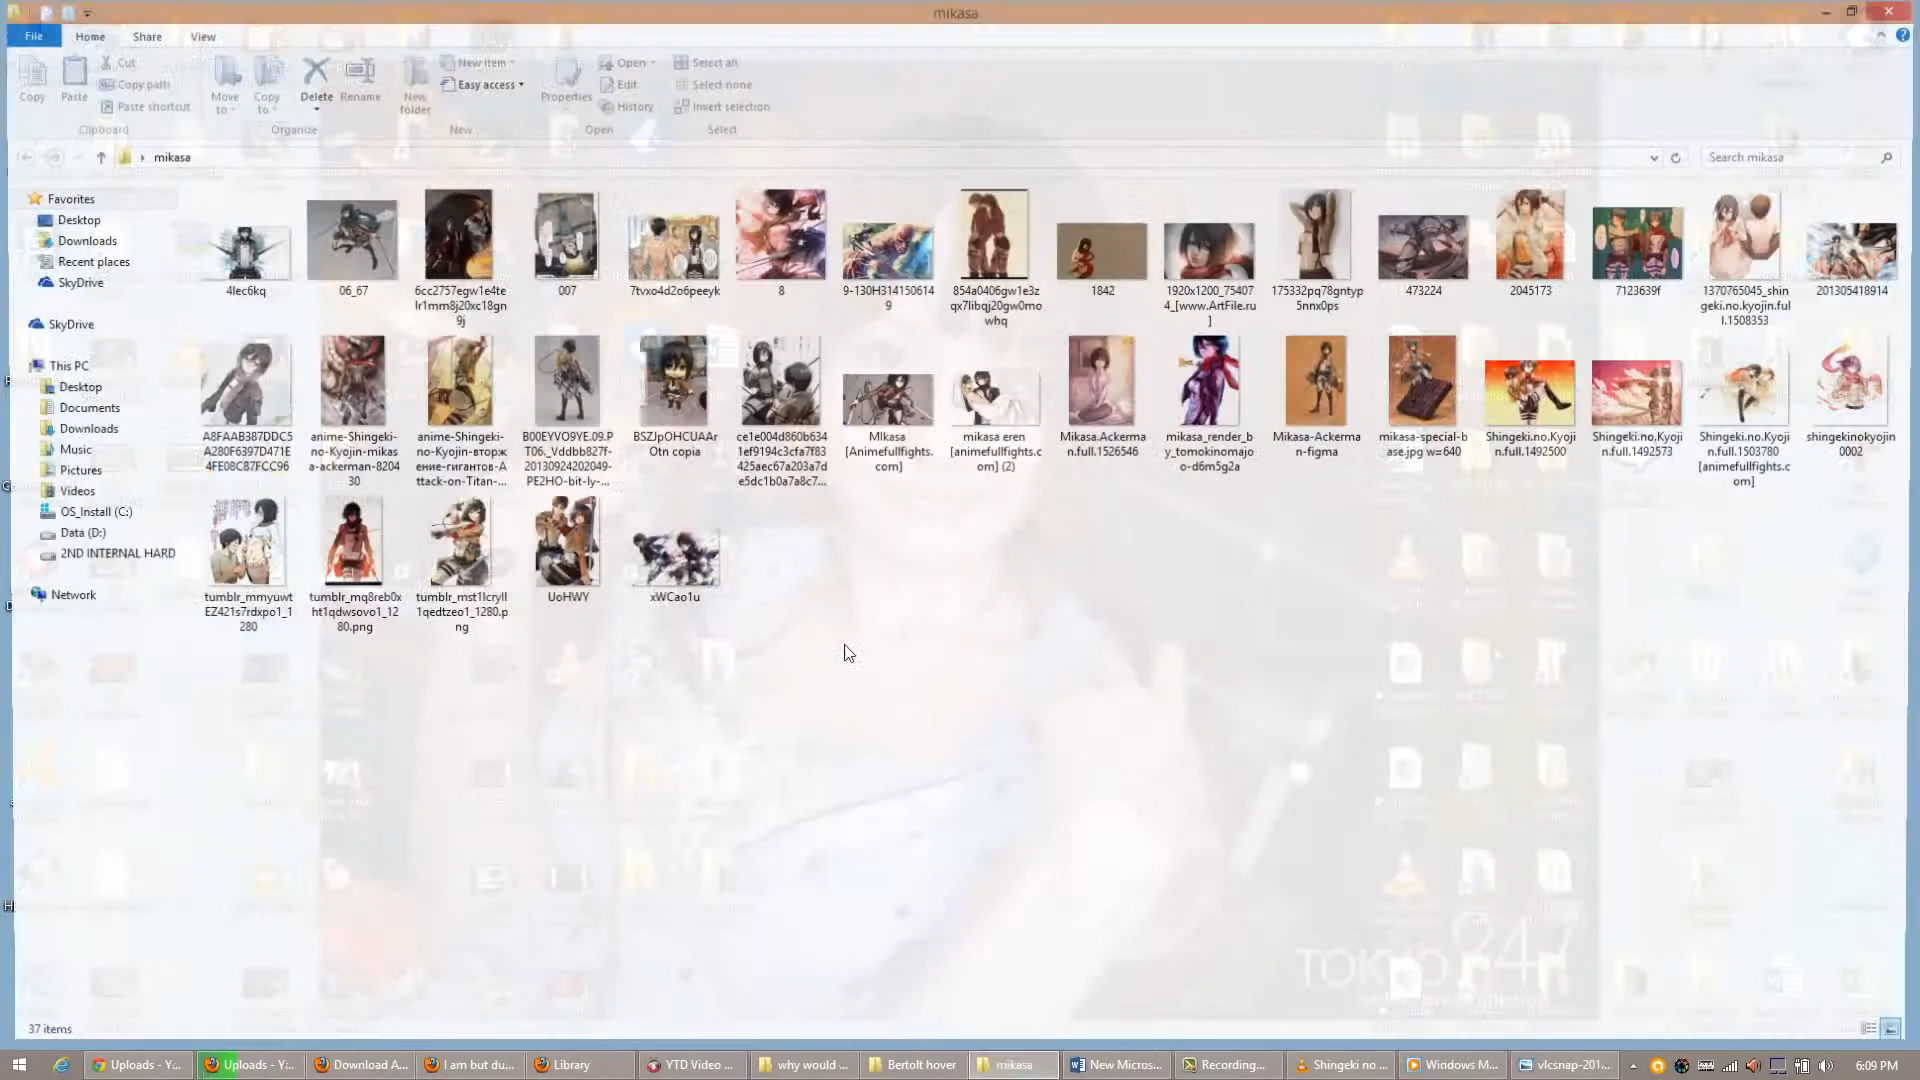 mikasa
File Home Share View
Copy
Paste
Cut
Copy path
Paste shortcut
Move to
Copy to
Delete
Rename
New folder
New item
Easy access
Properties
Open
Edit
History
Select all
Select none
Invert selection
Clipboard Organize New Open Select
mikasa
Search mikasa
Favorites
Desktop
Downloads
Recent places
SkyDrive
SkyDrive
This PC
Desktop
Documents
Downloads
Music
Pictures
Videos
OS_Install (C:)
Data (D:)
2ND INTERNAL HARD
Network
4lec6kq
06_67
6cc2757egw1e4te
lr1mm8j20xc18gn
9j
007
7tvxo4d2o6peeyk
8
9-130H314150614
9
854a0406gw1e3z
qx7libqjj20gw0mo
whq
1842
1920x1200_75407
4_[www.ArtFile.ru
]
175332pq78gntyp
5nnx0ps
473224
2045173
7123639f
1370765045_shin
geki.no.kyojin.ful
l.1508353
201305418914
A8FAAB387DDC5
A280F6397D471E
4FE08C87FCC96
anime-Shingeki-
no-Kyojin-mikas
a-ackerman-8204
30
anime-Shingeki-
no-Kyojin-вторж
ение-гигантов-A
ttack-on-Titan-...
B00EYVO9YE.09.P
T06._Vddbb827f-
20130924202049-
PE2HO-bit-ly-...
BSZJpOHCUAAr
Otn copia
ce1e004d860b634
1ef9194c3cfa7f83
425aec67a203a7d
e5dc1b0a7a8c7...
MIkasa
[Animefullfights.
com]
mikasa eren
[animefullfights.c
om] (2)
Mikasa.Ackerma
n.full.1526546
mikasa_render_b
y_tomokinomajo
o-d6m5g2a
Mikasa-Ackerma
n-figma
mikasa-special-b
ase.jpg w=640
Shingeki.no.Kyoji
n.full.1492500
Shingeki.no.Kyoji
n.full.1492573
Shingeki.no.Kyoji
n.full.1503780
[animefullfights.c
om]
shingekinokyojin
0002
tumblr_mmyuwt
EZ421s7rdxpo1_1
280
tumblr_mq8reb0x
ht1qdwsovo1_12
80.png
tumblr_mst1lcryll
1qedtzeo1_1280.p
ng
UoHWY
xWCao1u
TOKYO 247
37 items
Uploads - Y...
Uploads - Y...
Download A...
I am but du...
Library
YTD Video ...
why would ...
Bertolt hover
mikasa
New Micros...
Recording...
Shingeki no ...
Windows M...
vlcsnap-201...
6:09 PM